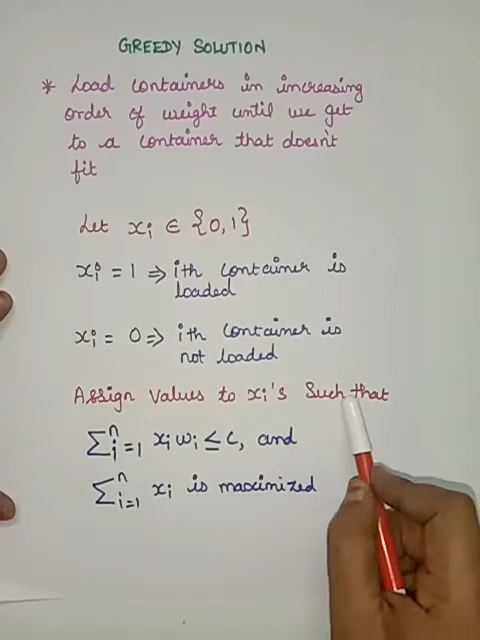 GREEDY SOLUTION
* Load containers in increasing
order of weight until we get
to a container that doesn't
fit
Let xᵢ ∈ {0,1}
xᵢ = 1 ⇒ ith container is
loaded
xᵢ = 0 ⇒ ith container is
not loaded
Assign values to xᵢ's such that
∑ⁿᵢ₌₁ xᵢwᵢ ≤ c, and
∑ⁿᵢ₌₁ xᵢ is maximized